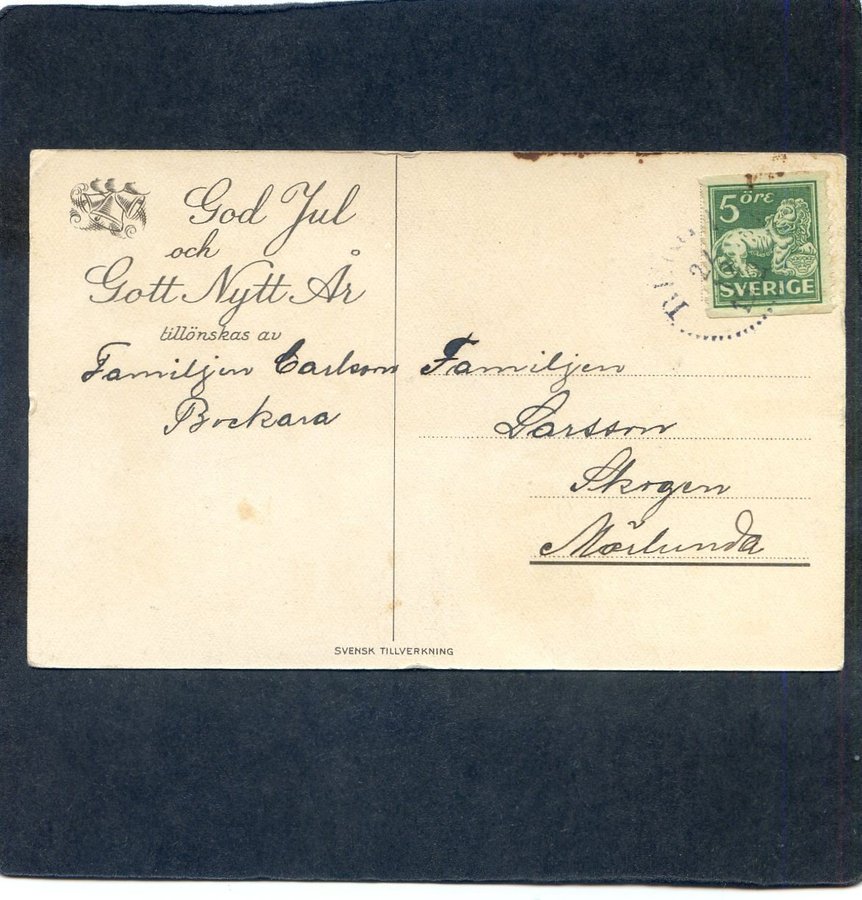 God Jul
och
Gott Nytt År
tillönskas av
Familjen Carlson
Bockara
5 öre
SVERIGE
Familjen
Larsson
Skogen
Mörlunda
SVENSK TILLVERKNING